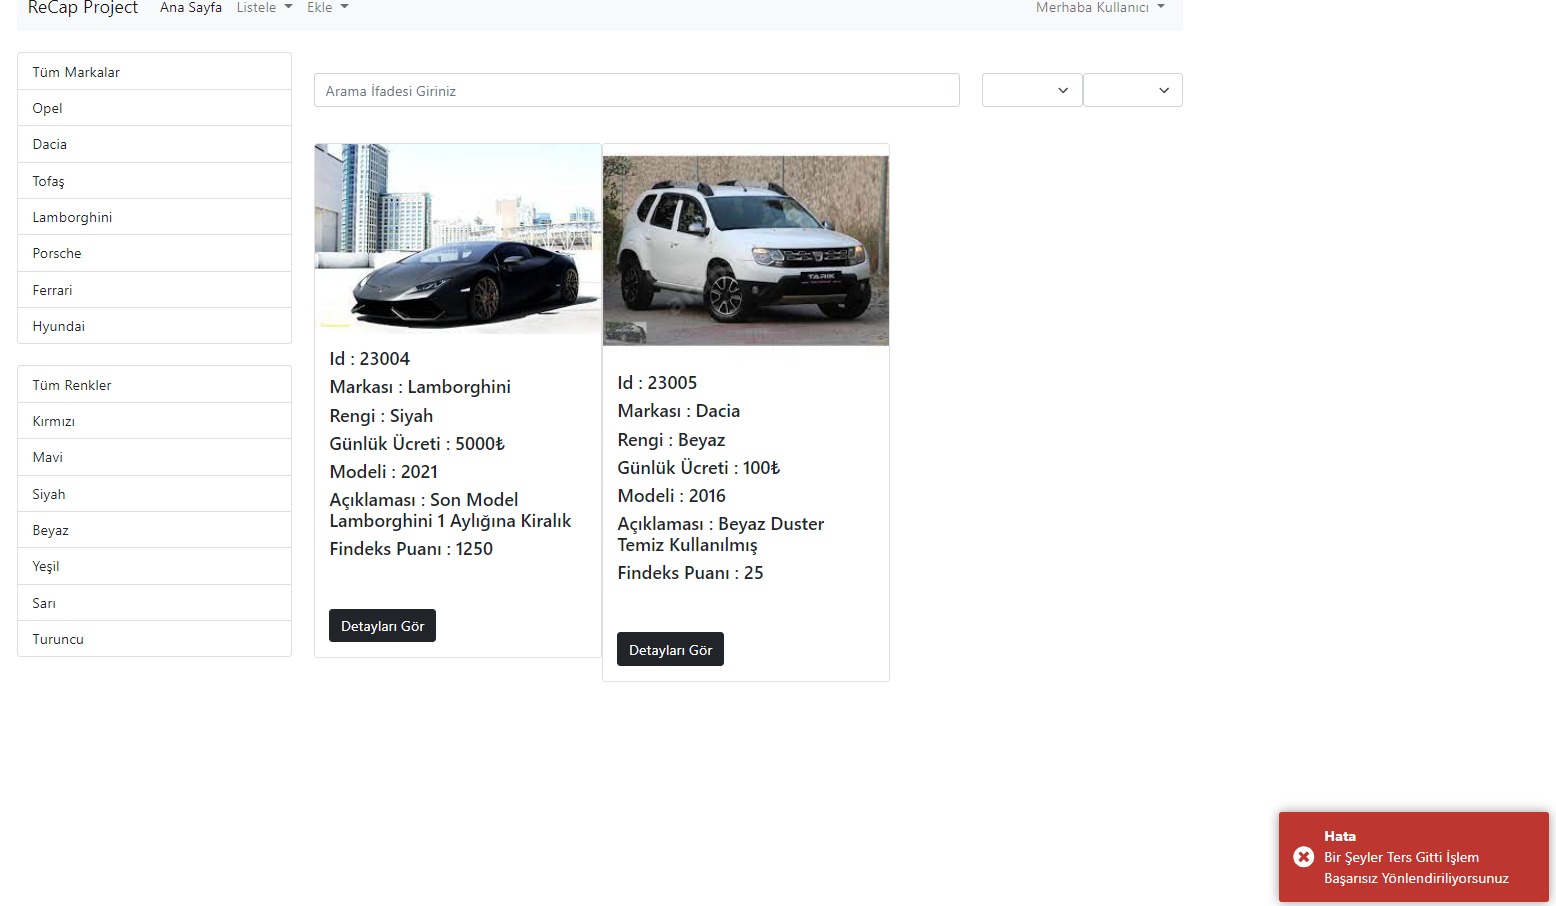 ReCap Project Ana Sayfa Listele Ekle Merhaba Kullanıcı
Tüm Markalar
Opel
Dacia
Tofaş
Lamborghini
Porsche
Ferrari
Hyundai
Tüm Renkler
Kırmızı
Mavi
Siyah
Beyaz
Yeşil
Sarı
Turuncu
Arama İfadesi Giriniz
Id : 23004
Markası : Lamborghini
Rengi : Siyah
Günlük Ücreti : 5000₺
Modeli : 2021
Açıklaması : Son Model
Lamborghini 1 Aylığına Kiralık
Findeks Puanı : 1250
Detayları Gör
TARIK
Id : 23005
Markası : Dacia
Rengi : Beyaz
Günlük Ücreti : 100₺
Modeli : 2016
Açıklaması : Beyaz Duster
Temiz Kullanılmış
Findeks Puanı : 25
Detayları Gör
Hata
Bir Şeyler Ters Gitti İşlem
Başarısız Yönlendiriliyorsunuz